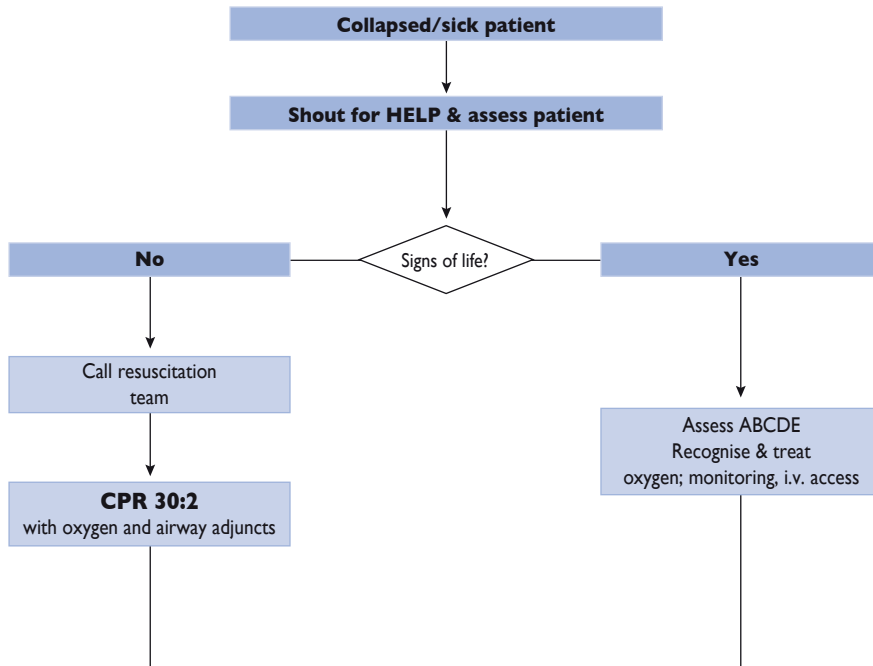 Collapsed/sick patient
Shout for HELP & assess patient
Signs of life?
No
Yes
Call resuscitation
team
CPR 30:2
with oxygen and airway adjuncts
Assess ABCDE
Recognise & treat
oxygen; monitoring, i.v. access